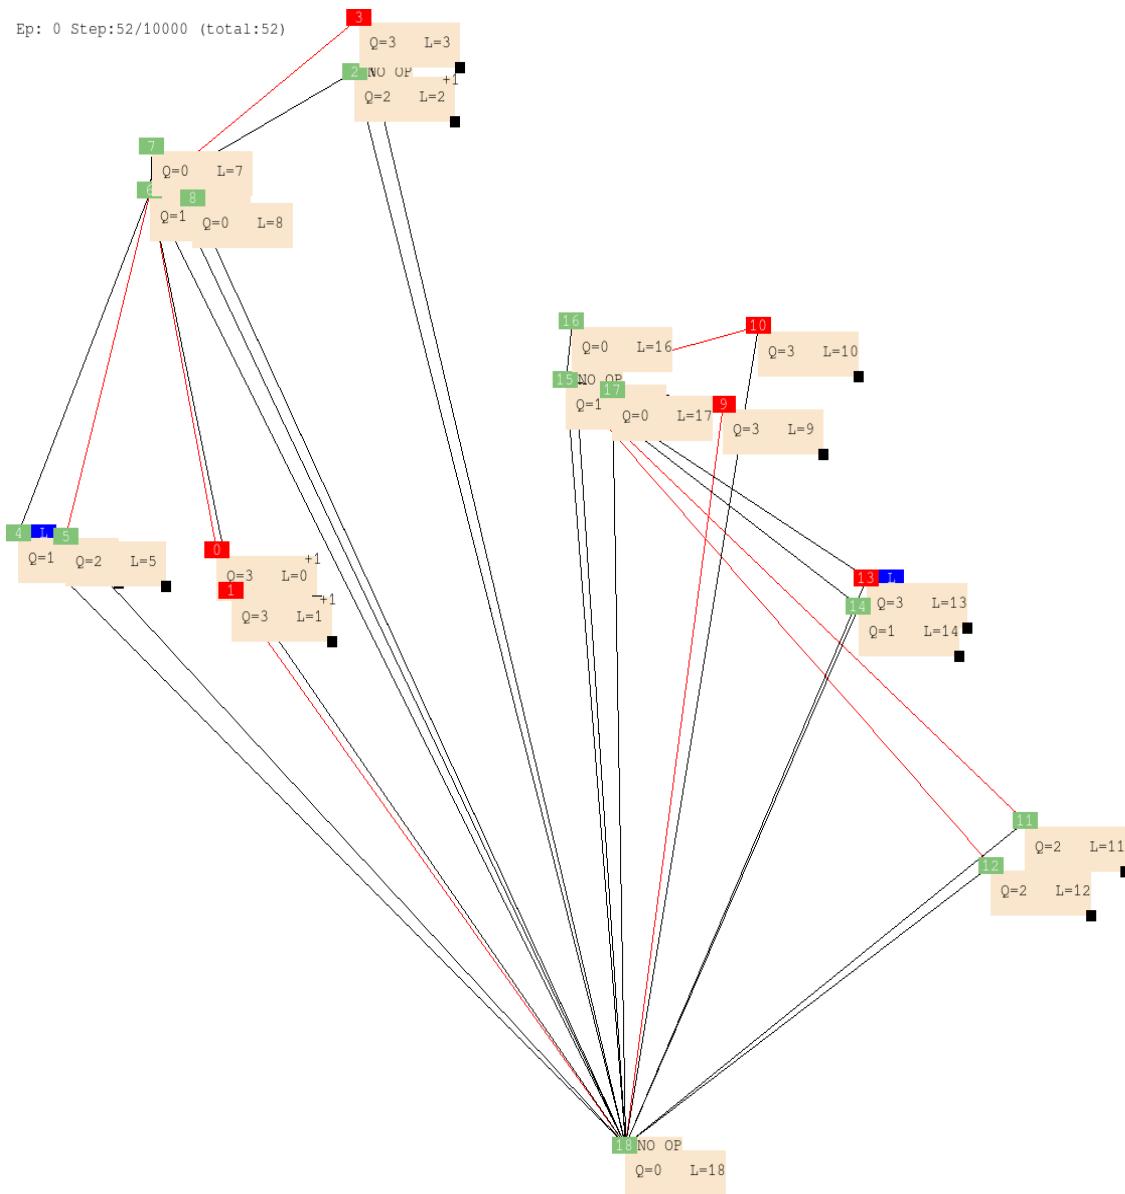 Ep: 0 Step:52/10000 (total:52)
3
Q=3 L=3
2 NO OP +1
Q=2 L=2
7
Q=0 L=7
6 8
Q=1 Q=0 L=8
16
Q=0 L=16
10
Q=3 L=10
15 NO OP
17
Q=1 Q=0 L=17
9
Q=3 L=9
4 L 5
Q=1 Q=2 L=5
0 +1
Q=3 L=0
1 +1
Q=3 L=1
13 L
Q=3 L=13
14
Q=1 L=14
11
Q=2 L=11
12
Q=2 L=12
18 NO OP
Q=0 L=18